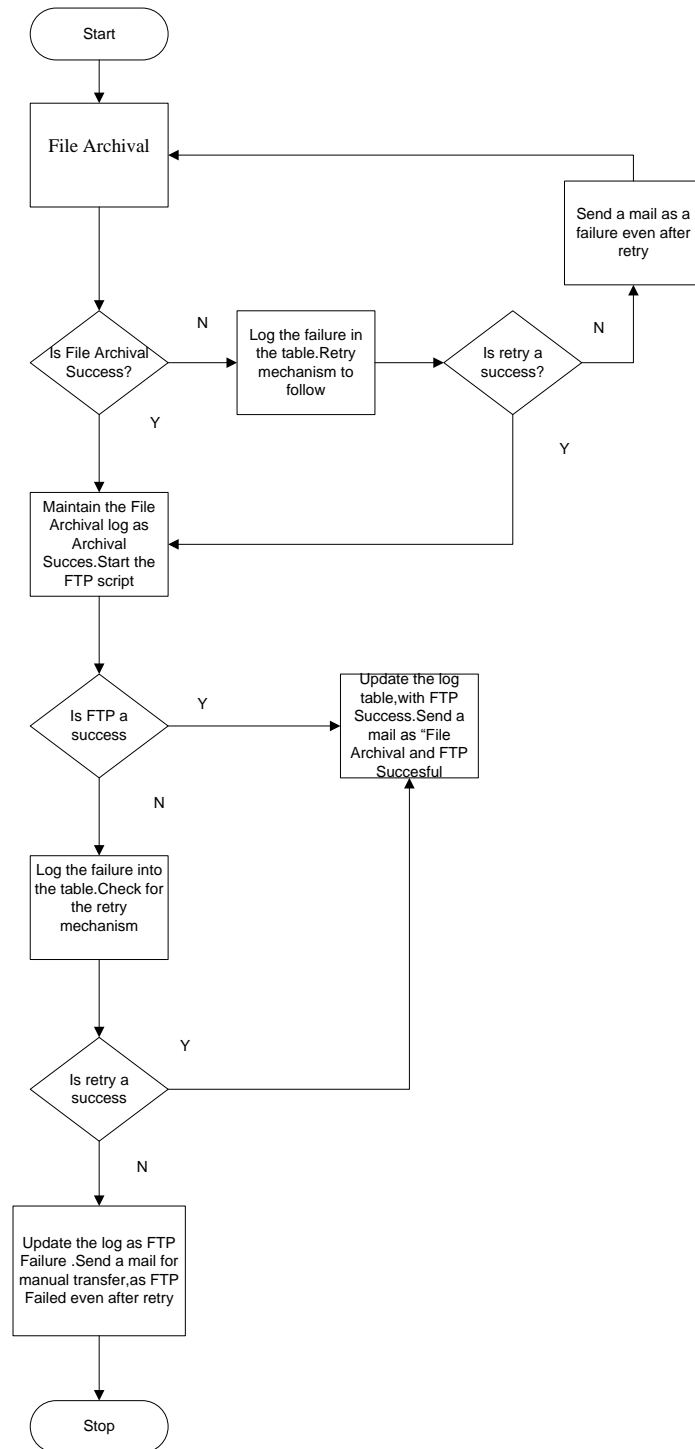 Start
File Archival
Send a mail as a
failure even after
retry
Is File Archival
Success?
N
Log the failure in
the table.Retry
mechanism to
follow
Is retry a
success?
N
Y
Y
Maintain the File
Archival log as
Archival
Succes.Start the
FTP script
Is FTP a
success
Y
Update the log
table,with FTP
Success.Send a
mail as “File
Archival and FTP
Succesful
N
Log the failure into
the table.Check for
the retry
mechanism
Y
Is retry a
success
N
Update the log as FTP
Failure .Send a mail for
manual transfer,as FTP
Failed even after retry
Stop